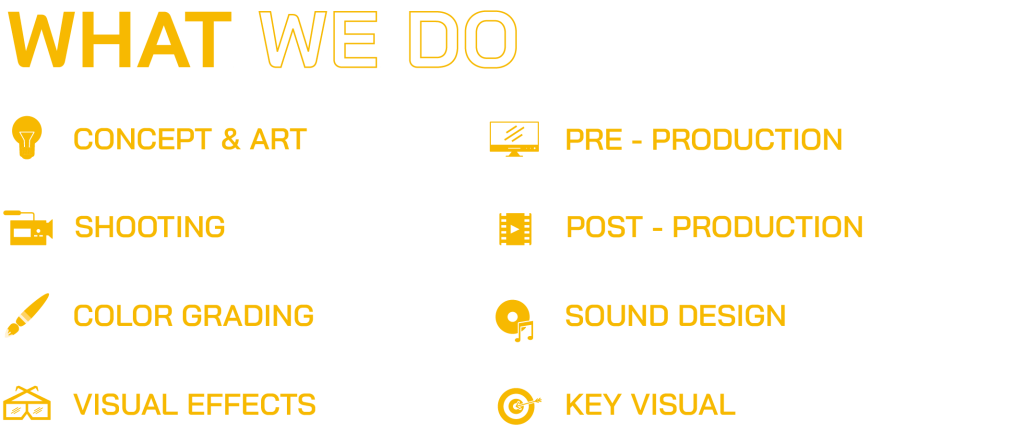 WHAT WE DO
CONCEPT & ART
PRE - PRODUCTION
SHOOTING
POST - PRODUCTION
COLOR GRADING
SOUND DESIGN
VISUAL EFFECTS
KEY VISUAL